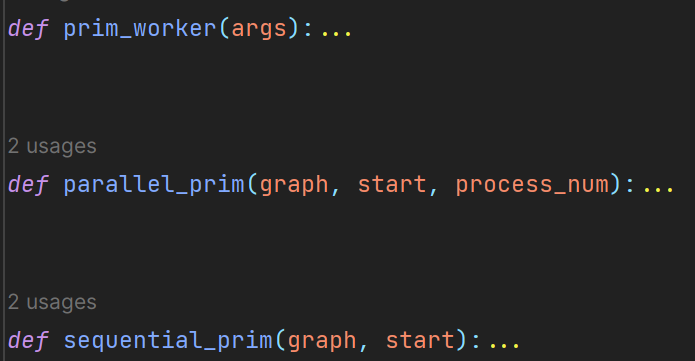 def prim_worker(args):...
2 usages
def parallel_prim(graph, start, process_num):...
2 usages
def sequential_prim(graph, start):...